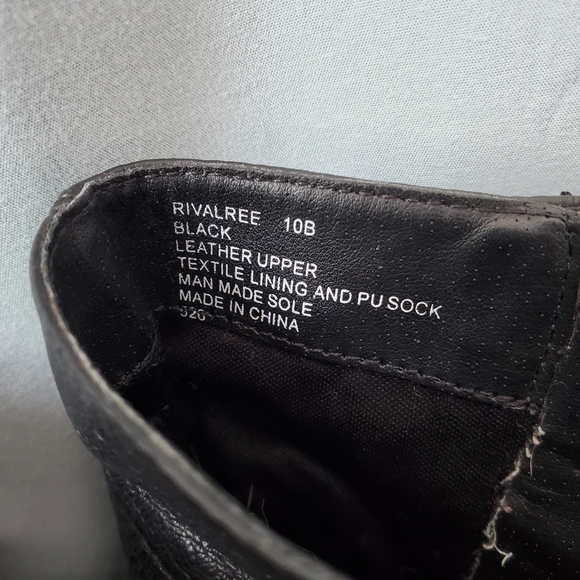 RIVALREE 10B
BLACK
LEATHER UPPER
TEXTILE LINING AND PU SOCK
MAN MADE SOLE
MADE IN CHINA